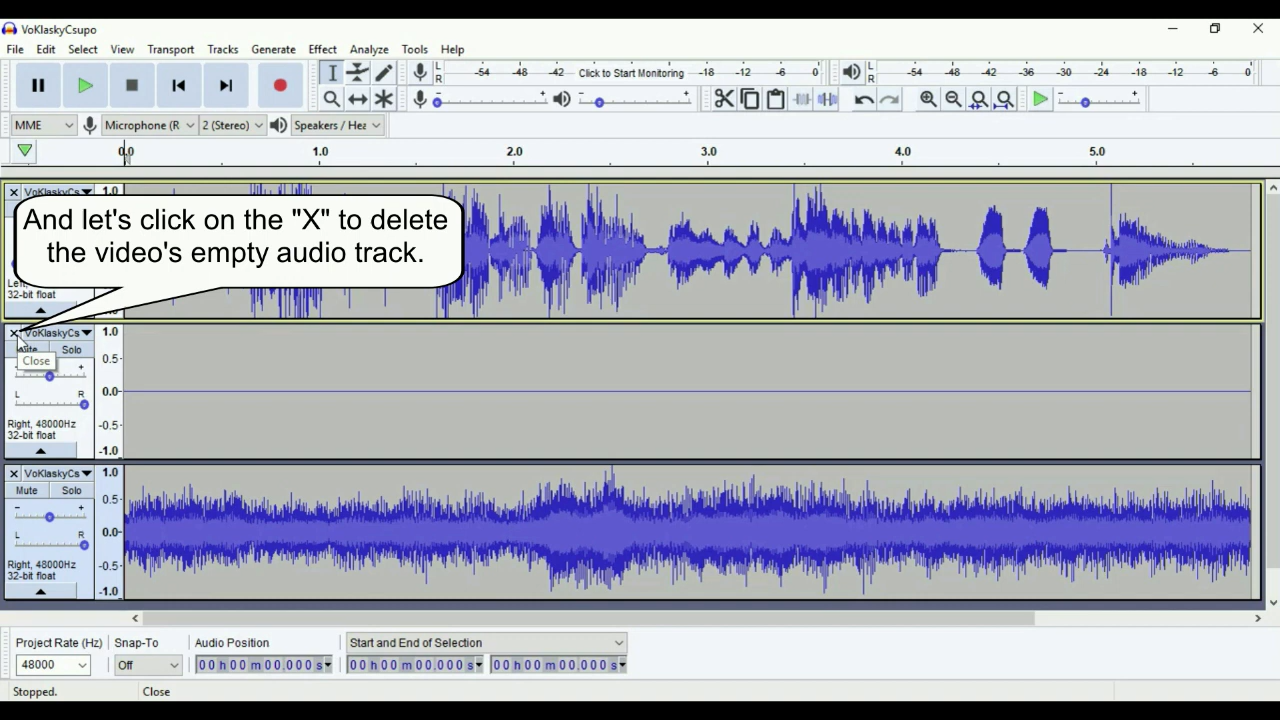 VoKlaskyCsupo
File Edit Select View Transport Tracks Generate Effect Analyze Tools Help
L R -54 -48 -42 Click to Start Monitoring -18 -12 -6 0 L R -54 -48 -42 -36 -30 -24 -18 -12 -6 0
- + - + - +
MME Microphone (R 2 (Stereo) Speakers / Hea
0.0 1.0 2.0 3.0 4.0 5.0
VoKlaskyCs 1.0
And let's click on the "X" to delete
the video's empty audio track.
32-bit float
VoKlaskyCs 1.0
Solo 0.5
Close
- +
0.0
L R
Right, 48000Hz -0.5
32-bit float
-1.0
VoKlaskyCs 1.0
Mute Solo 0.5
- +
0.0
L R
Right, 48000Hz -0.5
32-bit float
-1.0
Project Rate (Hz) Snap-To Audio Position Start and End of Selection
48000 Off 00 h 00 m 00.000 s 00 h 00 m 00.000 s 00 h 00 m 00.000 s
Stopped. Close